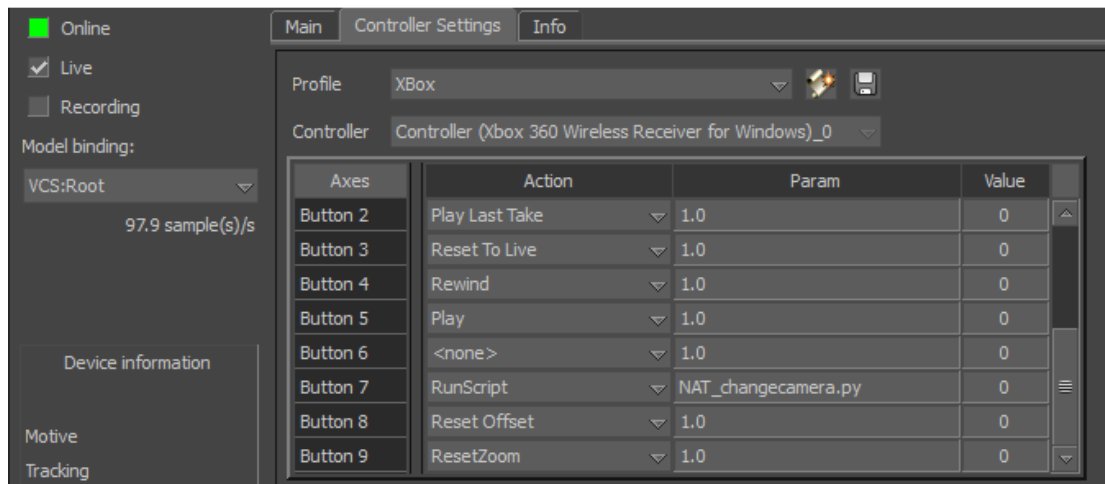 Online
Live
Recording
Model binding:
VCS:Root
97.9 sample(s)/s
Device information
Motive
Tracking
Main Controller Settings Info
Profile XBox
Controller Controller (Xbox 360 Wireless Receiver for Windows)_0
Axes Action Param Value
Button 2 Play Last Take 1.0 0
Button 3 Reset To Live 1.0 0
Button 4 Rewind 1.0 0
Button 5 Play 1.0 0
Button 6 <none> 1.0 0
Button 7 RunScript NAT_changecamera.py 0
Button 8 Reset Offset 1.0 0
Button 9 ResetZoom 1.0 0